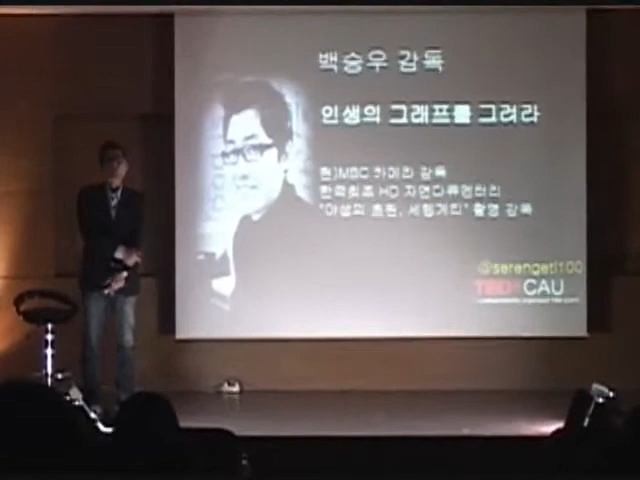 백승우 감독
인생의 그래프를 그려라
현)MBC 카메라 감독
한국최초 HD 자연다큐멘터리
"야생의 초원, 세렝게티" 촬영 감독
@serengeti100
TEDxCAU